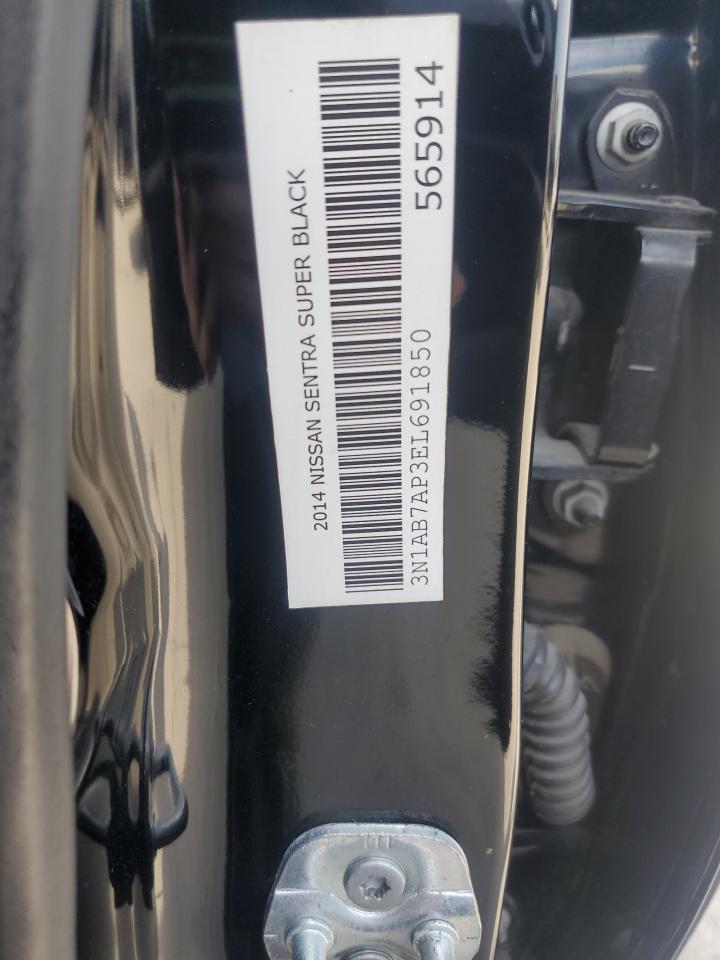 2014 NISSAN SENTRA SUPER BLACK
3N1AB7AP3EL691850
565914